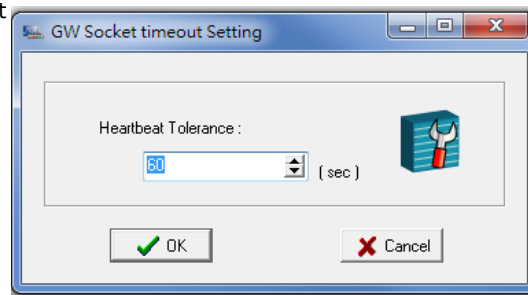 t
GW Socket timeout Setting
Heartbeat Tolerance :
60
( sec )
OK
Cancel